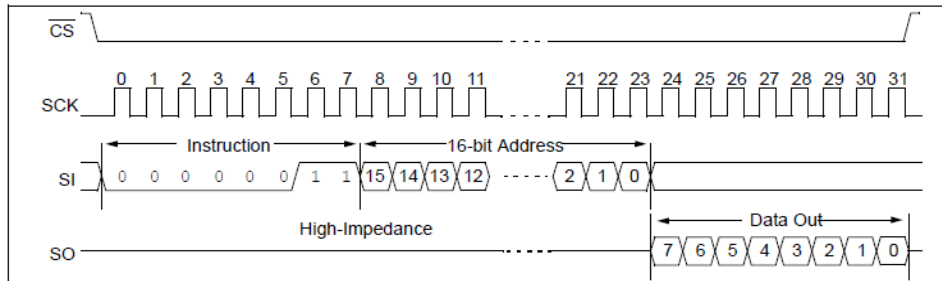 CS
0 1 2 3 4 5 6 7 8 9 10 11 21 22 23 24 25 26 27 28 29 30 31
SCK
Instruction 16-bit Address
SI 0 0 0 0 0 0 1 1 15 14 13 12 2 1 0
High-Impedance Data Out
SO 7 6 5 4 3 2 1 0